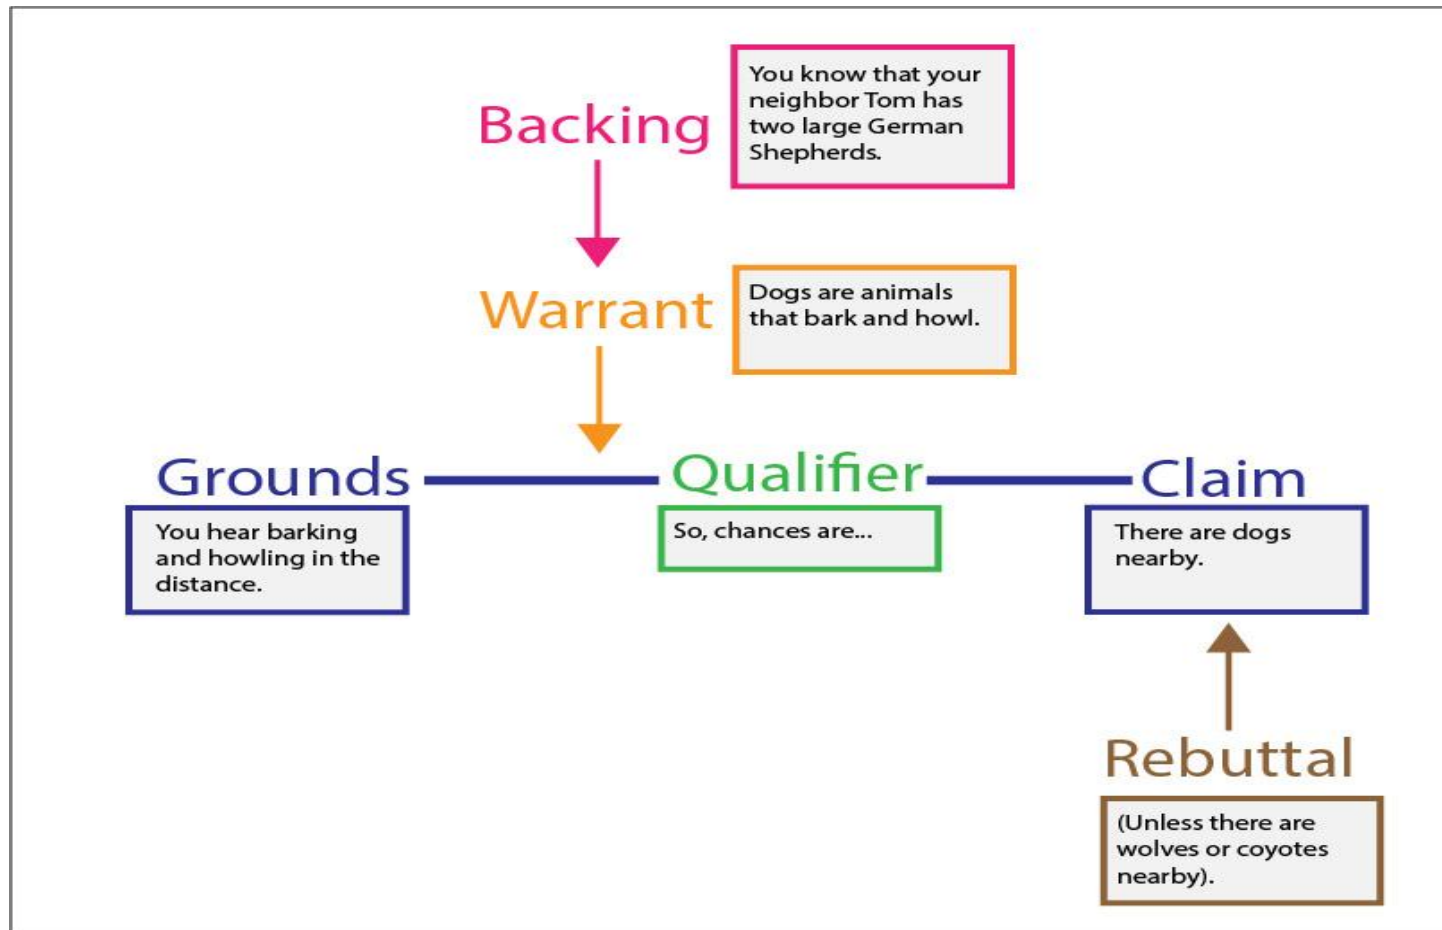 Backing
You know that your
neighbor Tom has
two large German
Shepherds.
Warrant
Dogs are animals
that bark and howl.
Grounds
You hear barking
and howling in the
distance.
Qualifier
So, chances are...
Claim
There are dogs
nearby.
Rebuttal
(Unless there are
wolves or coyotes
nearby).